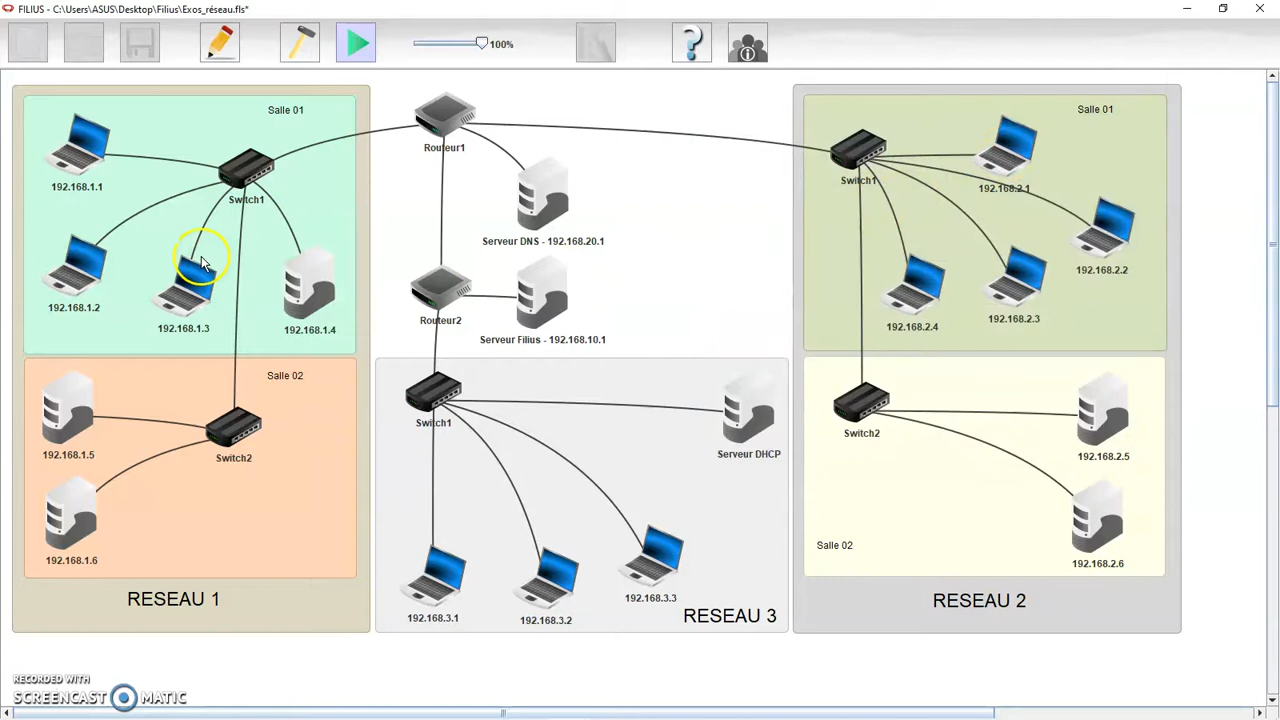 FILIUS - C:\Users\ASUS\Desktop\Filius\Exos_réseau.fls*
100%
Salle 01
192.168.1.1
Switch1
192.168.1.2
192.168.1.3
192.168.1.4
Salle 02
192.168.1.5
Switch2
192.168.1.6
RESEAU 1
Routeur1
Serveur DNS - 192.168.20.1
Routeur2
Serveur Filius - 192.168.10.1
Switch1
Serveur DHCP
192.168.3.1
192.168.3.2
192.168.3.3
RESEAU 3
Salle 01
Switch1
192.168.2.1
192.168.2.2
192.168.2.3
192.168.2.4
Switch2
192.168.2.5
Salle 02
192.168.2.6
RESEAU 2
RECORDED WITH
SCREENCAST MATIC